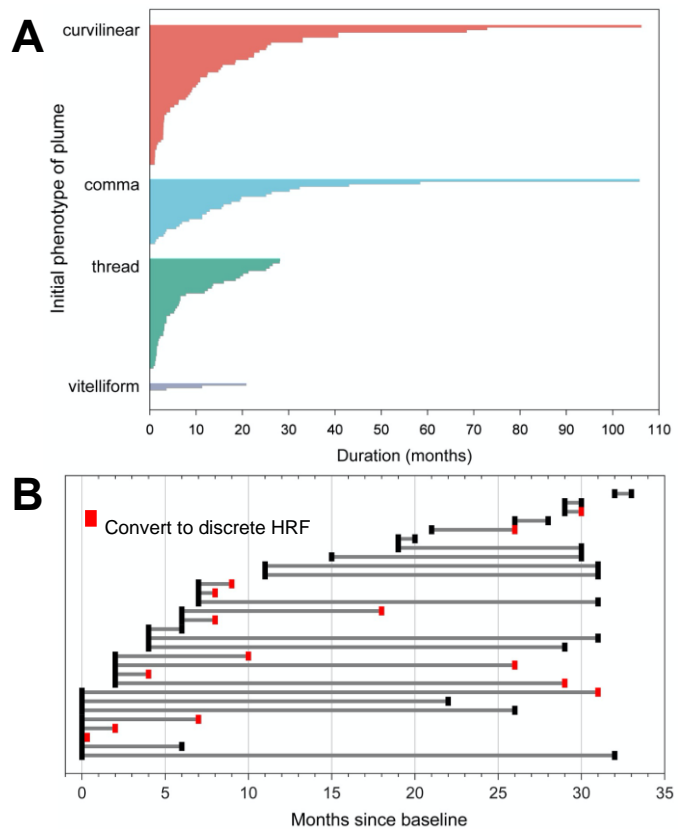 A
Initial phenotype of plume
curvilinear
comma
thread
vitelliform
0 10 20 30 40 50 60 70 80 90 100 110
Duration (months)
B
Convert to discrete HRF
0 5 10 15 20 25 30 35
Months since baseline